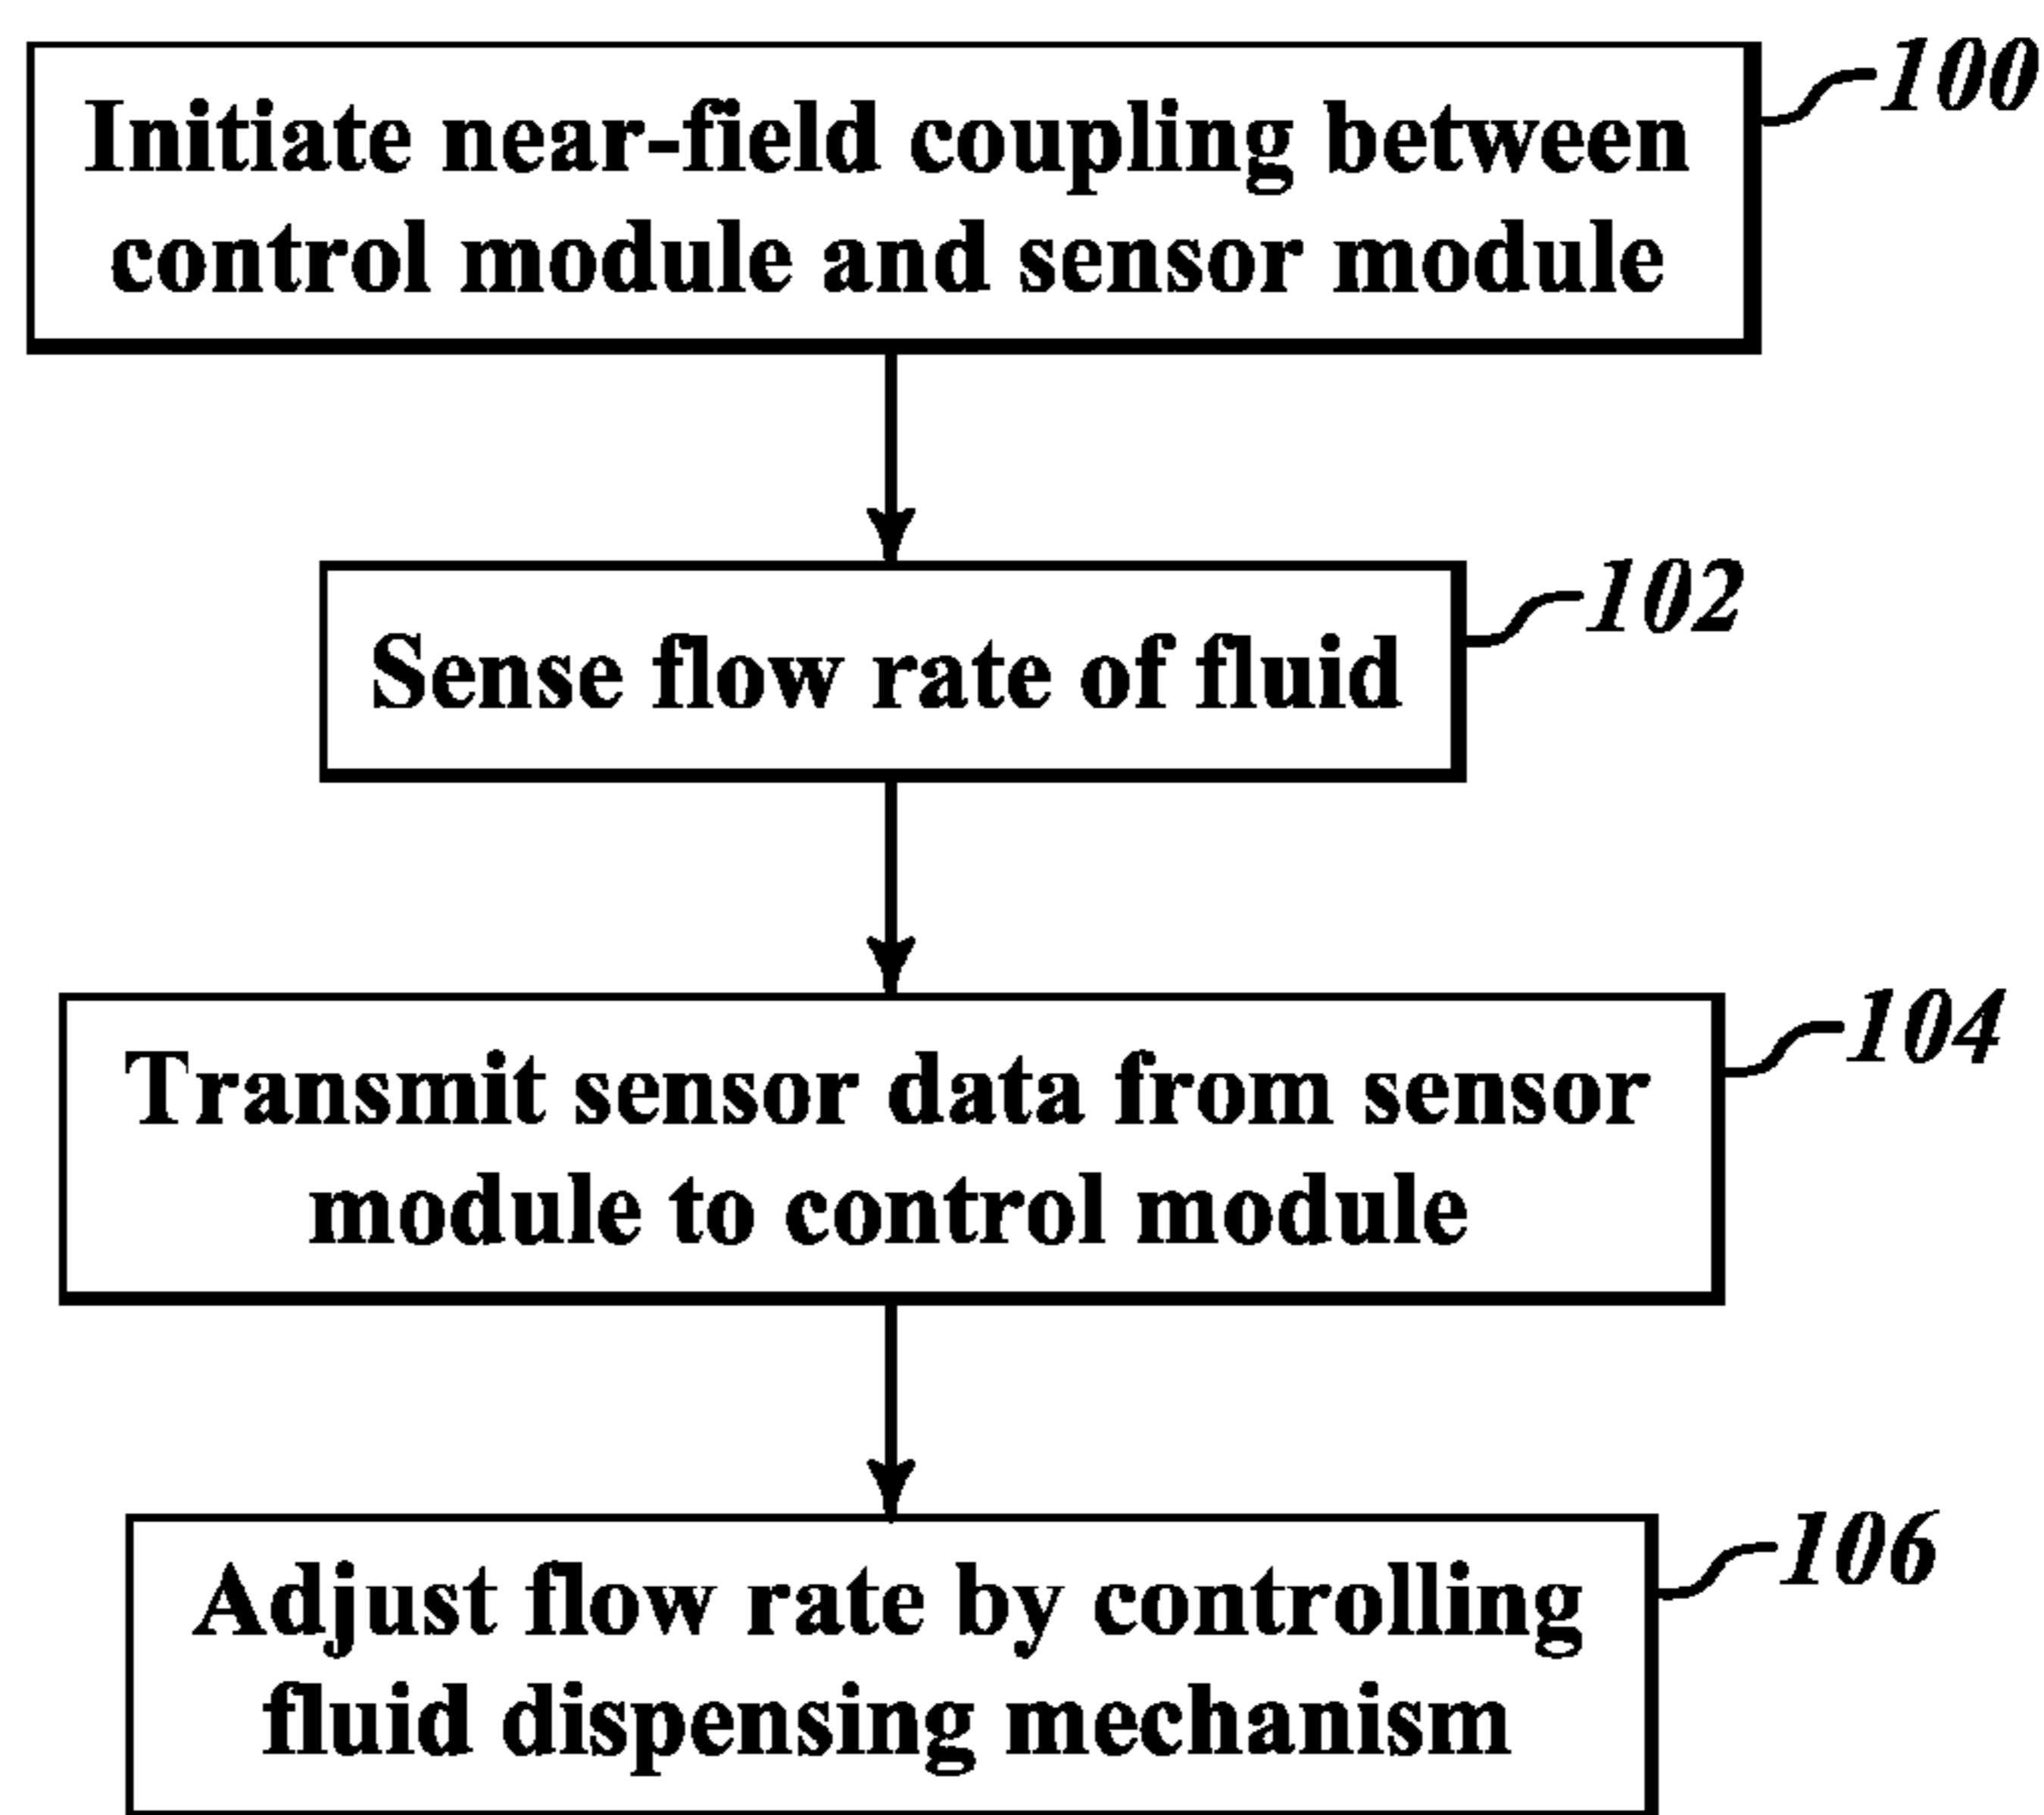 Initiate near-field coupling between
control module and sensor module
100
Sense flow rate of fluid
102
Transmit sensor data from sensor
module to control module
104
Adjust flow rate by controlling
fluid dispensing mechanism
106